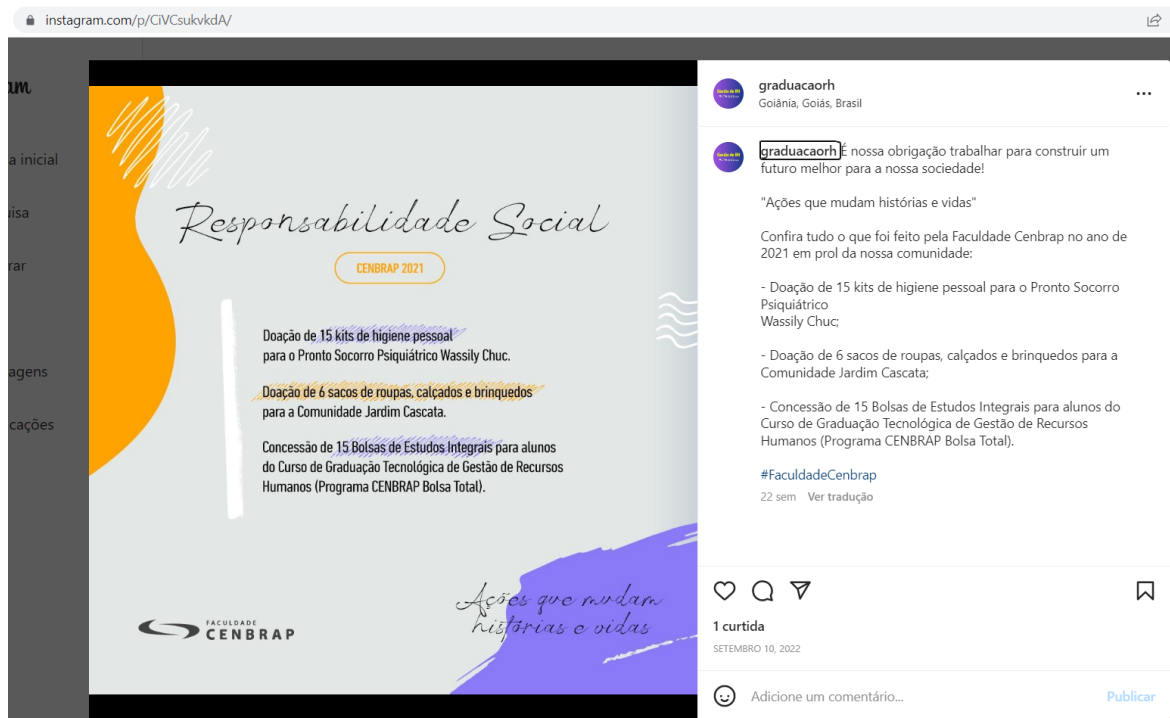 instagram.com/p/CiVCsukvkdA/
am
a inicial
uisa
rar
agens
cações
Responsabilidade Social
CENBRAP 2021
Doação de 15 kits de higiene pessoal
para o Pronto Socorro Psiquiátrico Wassily Chuc.
Doação de 6 sacos de roupas, calçados e brinquedos
para a Comunidade Jardim Cascata.
Concessão de 15 Bolsas de Estudos Integrais para alunos
do Curso de Graduação Tecnológica de Gestão de Recursos
Humanos (Programa CENBRAP Bolsa Total).
Ações que mudam
histórias e vidas
FACULDADE
CENBRAP
graduacaorh
Goiânia, Goiás, Brasil
graduacaorh É nossa obrigação trabalhar para construir um
futuro melhor para a nossa sociedade!
"Ações que mudam histórias e vidas"
Confira tudo o que foi feito pela Faculdade Cenbrap no ano de
2021 em prol da nossa comunidade:
- Doação de 15 kits de higiene pessoal para o Pronto Socorro
Psiquiátrico
Wassily Chuc;
- Doação de 6 sacos de roupas, calçados e brinquedos para a
Comunidade Jardim Cascata;
- Concessão de 15 Bolsas de Estudos Integrais para alunos do
Curso de Graduação Tecnológica de Gestão de Recursos
Humanos (Programa CENBRAP Bolsa Total).
#FaculdadeCenbrap
22 sem Ver tradução
1 curtida
SETEMBRO 10, 2022
Adicione um comentário...
Publicar